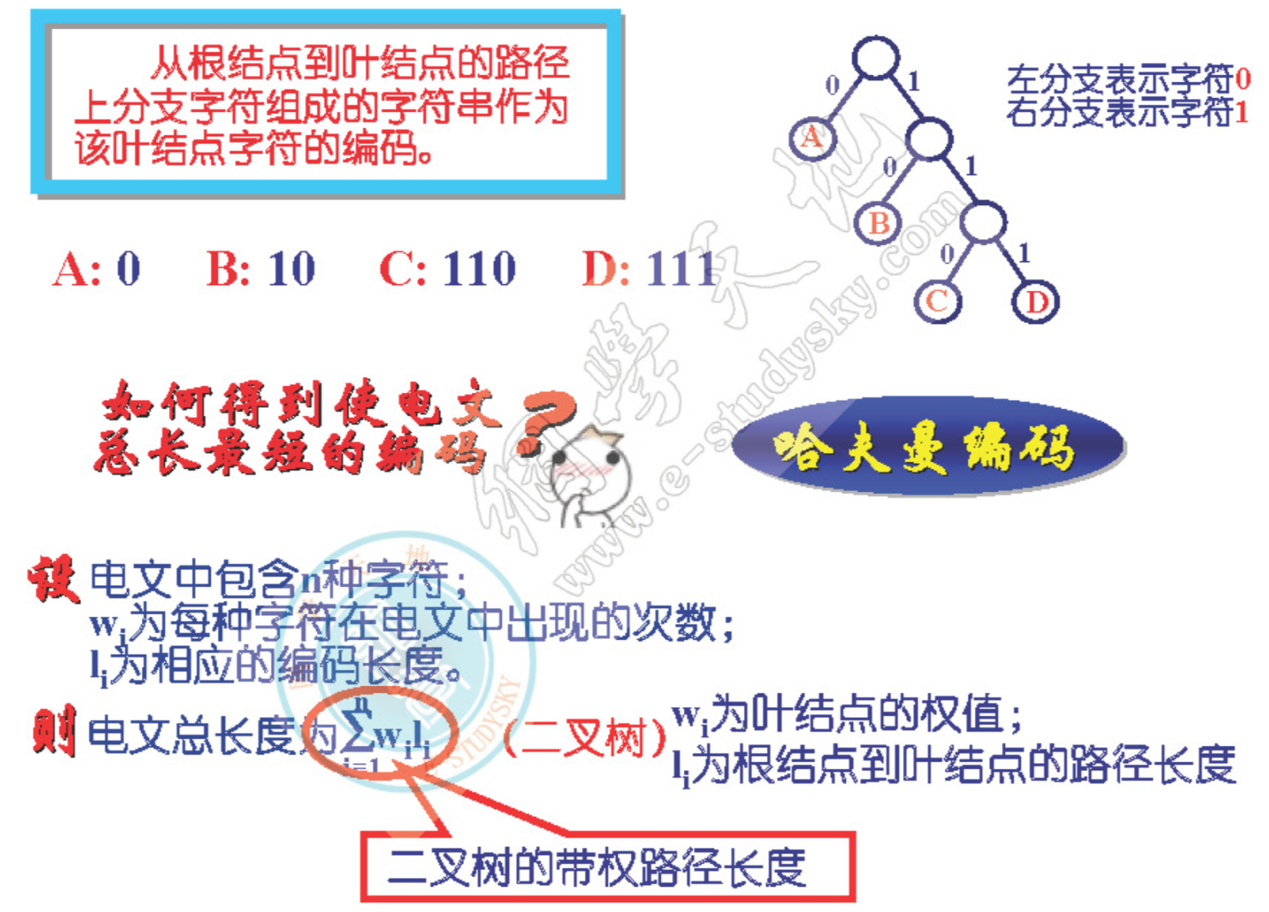 从根结点到叶结点的路径
上分支字符组成的字符串作为
该叶结点字符的编码。
0 1
左分支表示字符0
右分支表示字符1
A
0 1
B
0 1
C D
A: 0 B: 10 C: 110 D: 111
如何得到使电文
总长最短的编码?
哈夫曼编码
设 电文中包含n种字符;
wᵢ为每种字符在电文中出现的次数;
lᵢ为相应的编码长度。
则 电文总长度为 n∑i=1 wᵢlᵢ (二叉树)
wᵢ为叶结点的权值;
lᵢ为根结点到叶结点的路径长度
二叉树的带权路径长度
www.e-studysky.com
STUDYSKY